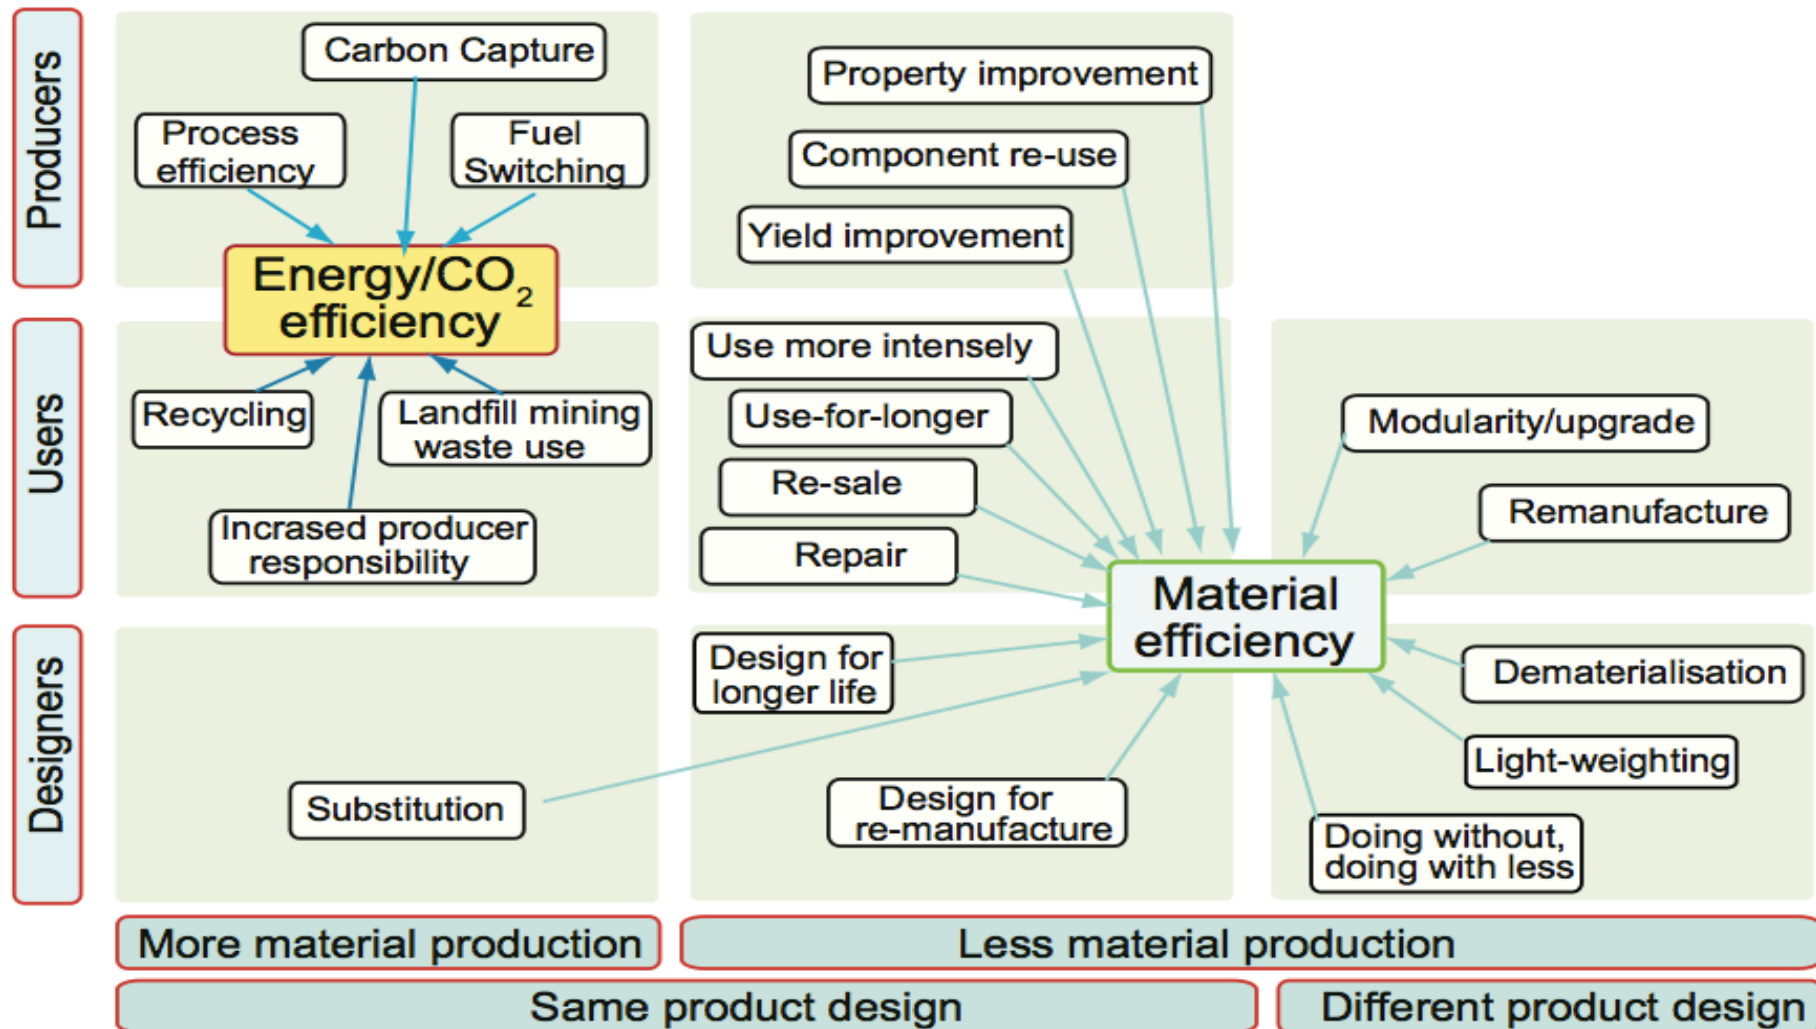 Producers
Carbon Capture
Process
efficiency
Fuel
Switching
Energy/CO2
efficiency
Property improvement
Component re-use
Yield improvement
Users
Recycling
Landfill mining
waste use
Incrased producer
responsibility
Use more intensely
Use-for-longer
Re-sale
Repair
Modularity/upgrade
Remanufacture
Material
efficiency
Designers
Substitution
Design for
longer life
Design for
re-manufacture
Dematerialisation
Light-weighting
Doing without,
doing with less
More material production
Less material production
Same product design
Different product design